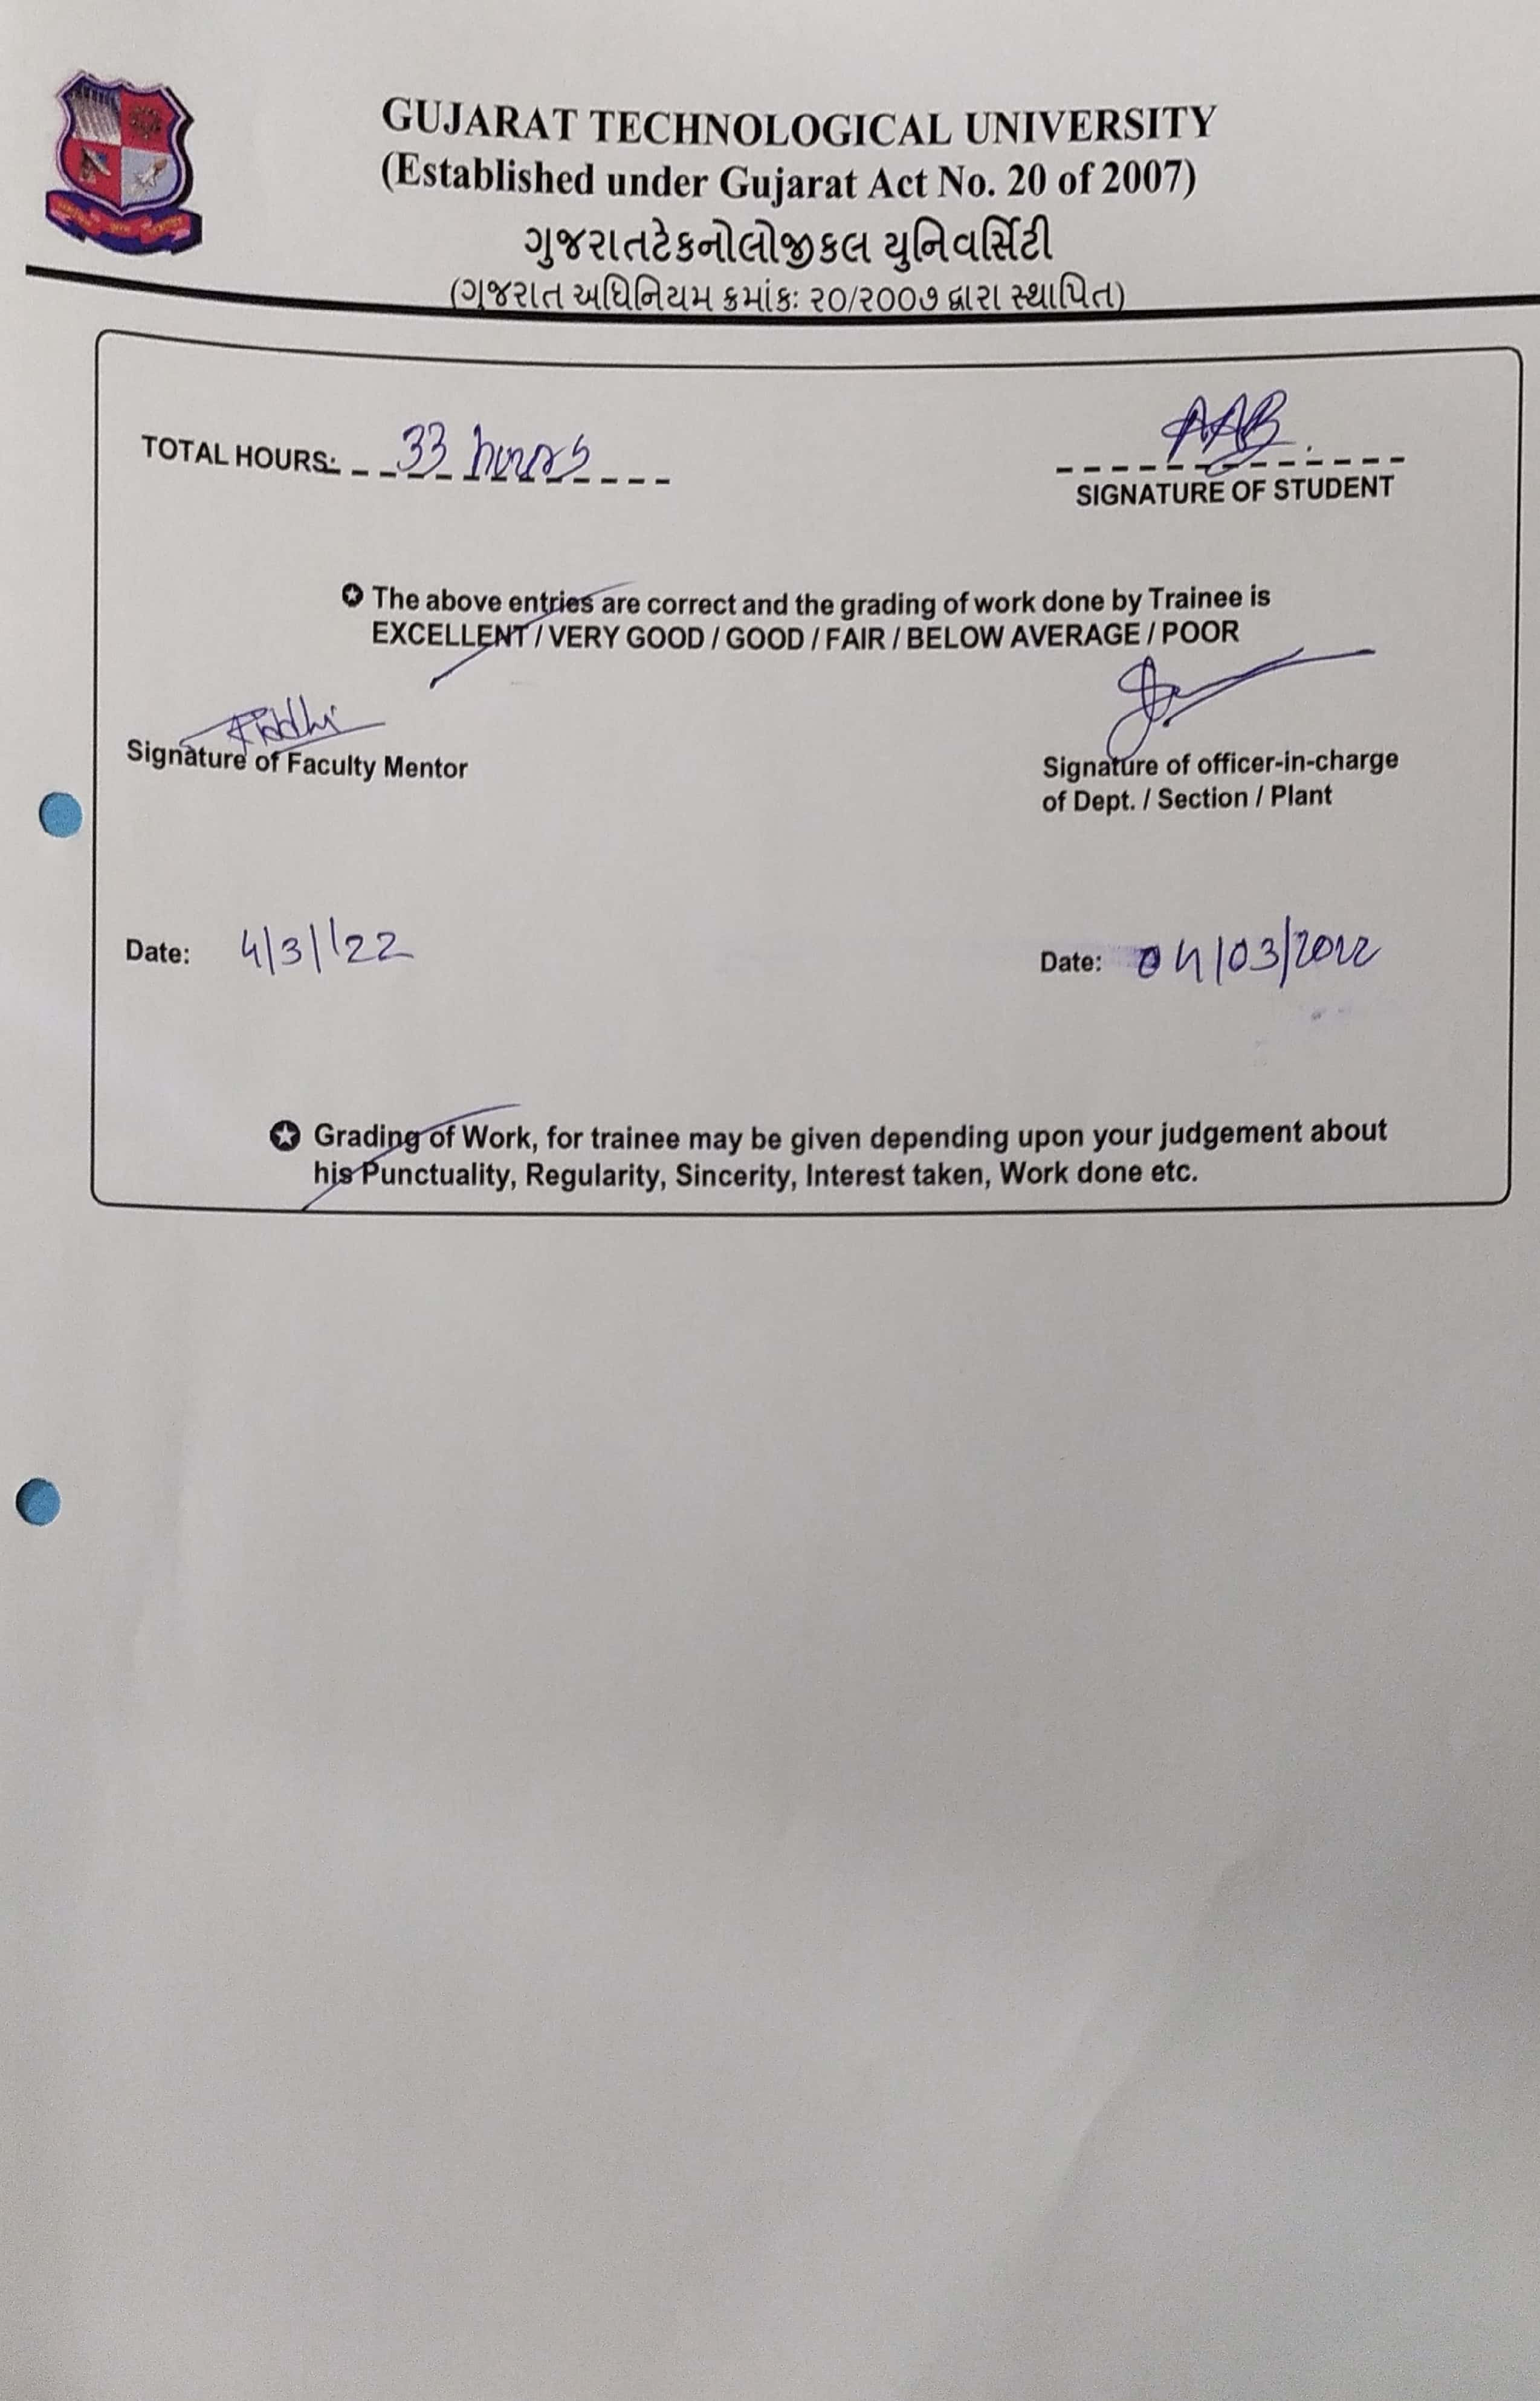 GUJARAT TECHNOLOGICAL UNIVERSITY
(Established under Gujarat Act No. 20 of 2007)
ગુજરાતટેકનોલોજીકલ યુનિવર્સિટી
(ગુજરાત અધિનિયમ ક્રમાંકઃ ૨૦/૨૦૦૭ દ્વારા સ્થાપિત)
TOTAL HOURS: 33 hours
AAB
SIGNATURE OF STUDENT
The above entries are correct and the grading of work done by Trainee is
EXCELLENT / VERY GOOD / GOOD / FAIR / BELOW AVERAGE / POOR
Riddhi
Signature of Faculty Mentor
Signature of officer-in-charge
of Dept. / Section / Plant
Date: 4/3/'22
Date: 04/03/2022
Grading of Work, for trainee may be given depending upon your judgement about
his Punctuality, Regularity, Sincerity, Interest taken, Work done etc.